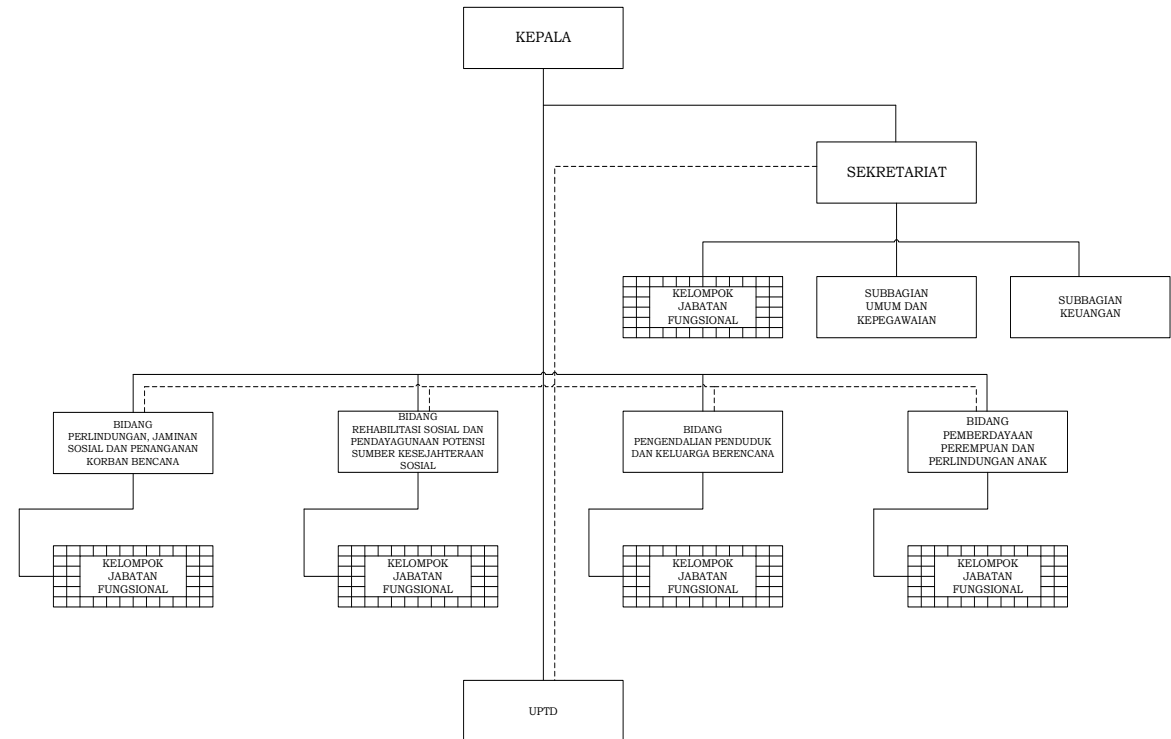 KEPALA
SEKRETARIAT
KELOMPOK
JABATAN
FUNGSIONAL
SUBBAGIAN
UMUM DAN
KEPEGAWAIAN
SUBBAGIAN
KEUANGAN
BIDANG
PERLINDUNGAN, JAMINAN
SOSIAL DAN PENANGANAN
KORBAN BENCANA
BIDANG
REHABILITASI SOSIAL DAN
PENDAYAGUNAAN POTENSI
SUMBER KESEJAHTERAAN
SOSIAL
BIDANG
PENGENDALIAN PENDUDUK
DAN KELUARGA BERENCANA
BIDANG
PEMBERDAYAAN
PEREMPUAN DAN
PERLINDUNGAN ANAK
KELOMPOK
JABATAN
FUNGSIONAL
KELOMPOK
JABATAN
FUNGSIONAL
KELOMPOK
JABATAN
FUNGSIONAL
KELOMPOK
JABATAN
FUNGSIONAL
UPTD